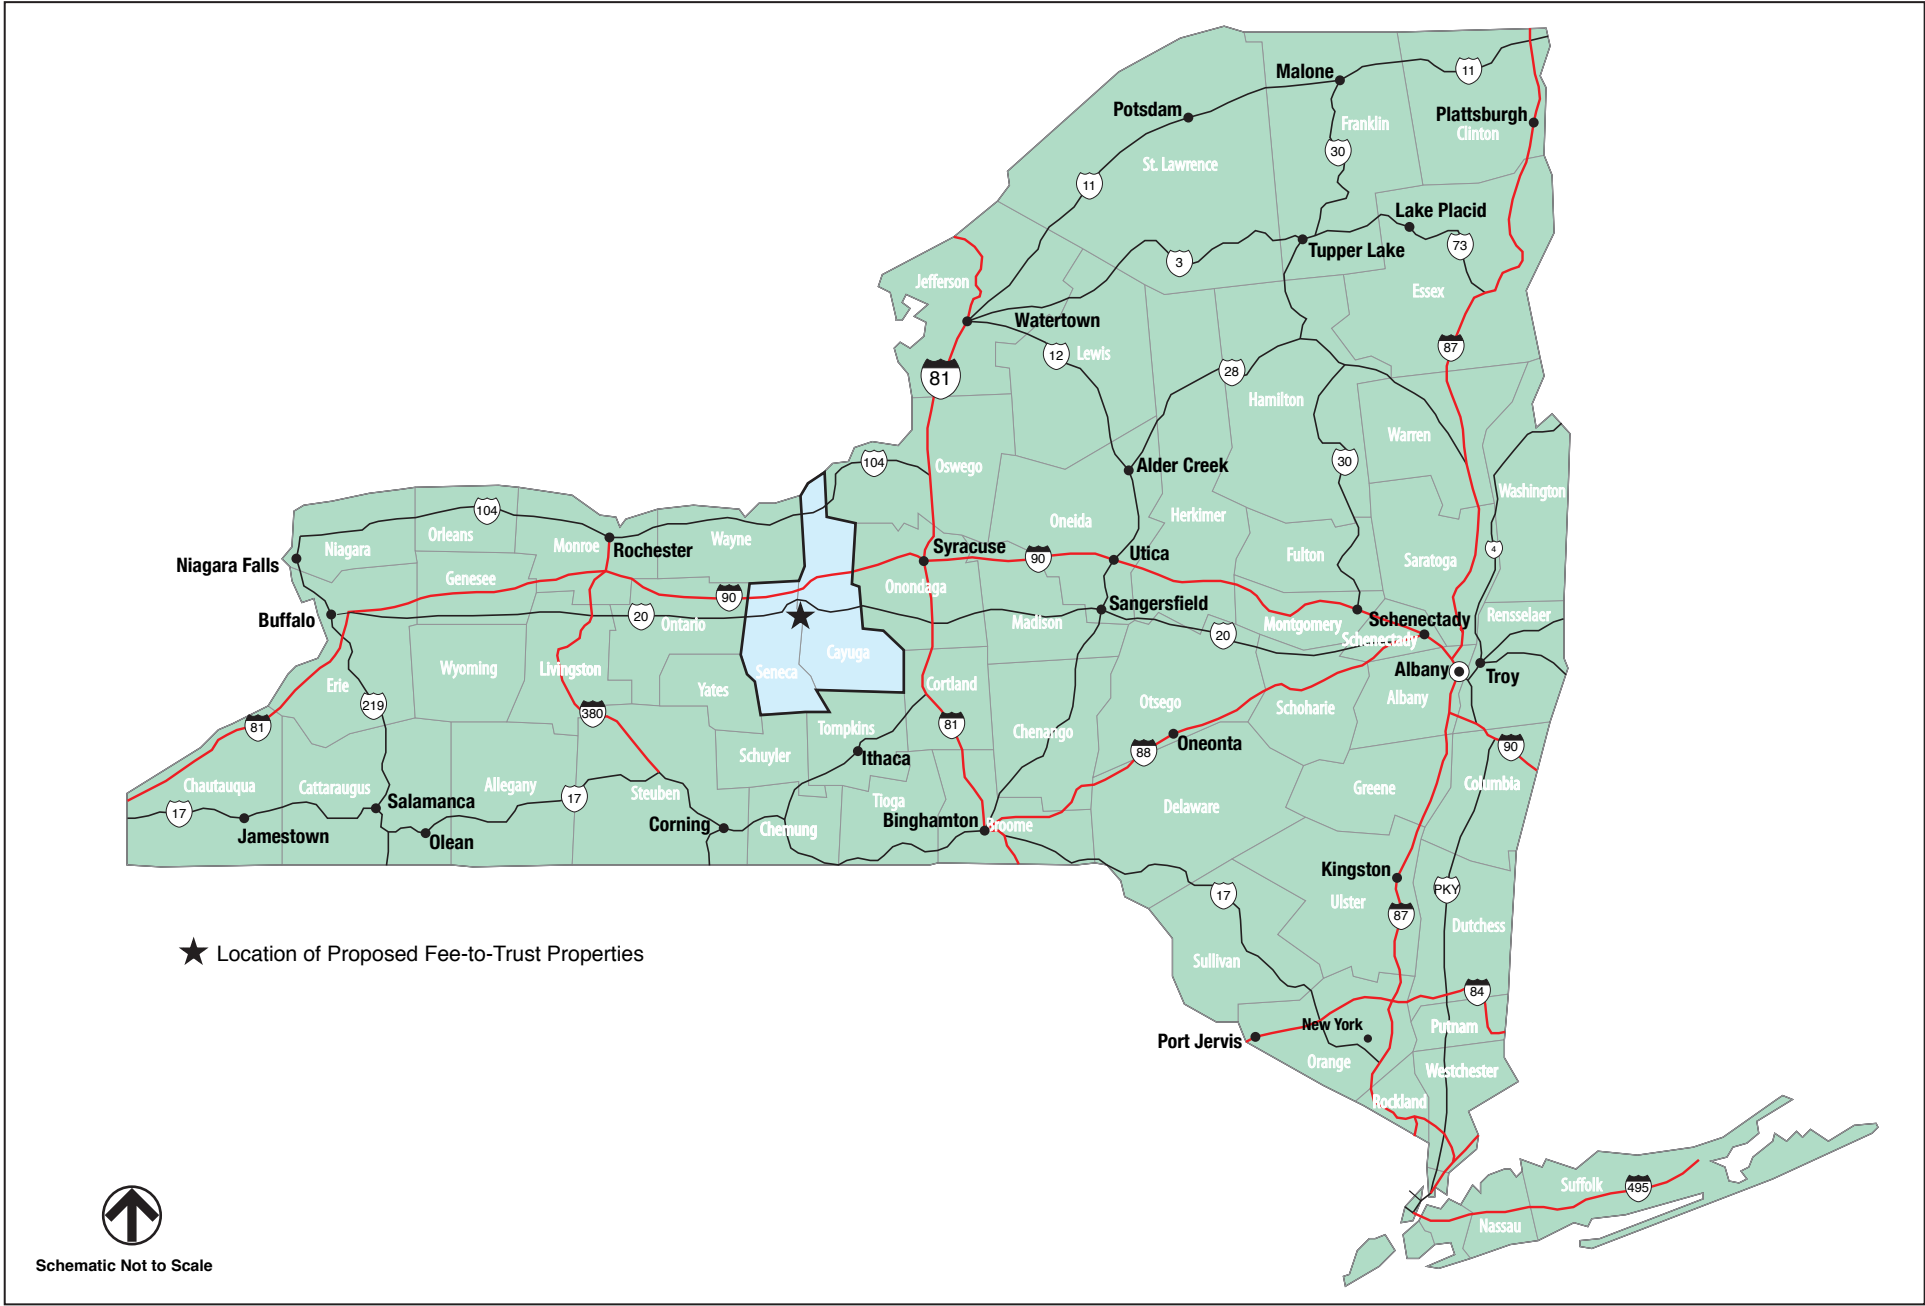 Malone
11
Potsdam
Plattsburgh
Franklin
Clinton
30
St. Lawrence
11
Lake Placid
73
Tupper Lake
3
Jefferson
Essex
Watertown
12
Lewis
87
81
28
Hamilton
Warren
104
Oswego
Alder Creek
30
Washington
104
Oneida
Herkimer
Orleans
Wayne
Monroe
Rochester
Niagara
Syracuse
90
Utica
Fulton
Saratoga
4
Niagara Falls
Genesee
Onondaga
90
Buffalo
20
Ontario
Madison
Sangersfield
20
Montgomery
Schenectady
Schenectady
Rensselaer
Wyoming
Livingston
Seneca
Cayuga
Albany
Troy
Erie
Yates
Cortland
Otsego
Albany
219
380
Schoharie
81
Tompkins
81
Chenango
88
Oneonta
90
Schuyler
Ithaca
Chautauqua
Cattaraugus
Allegany
Steuben
Greene
Columbia
17
Salamanca
17
Tioga
Delaware
Jamestown
Olean
Corning
Chemung
Binghamton
Broome
Kingston
17
PKY
Ulster
87
Dutchess
Location of Proposed Fee-to-Trust Properties
Sullivan
84
New York
Putnam
Port Jervis
Orange
Westchester
Rockland
Suffolk
495
Nassau
Schematic Not to Scale